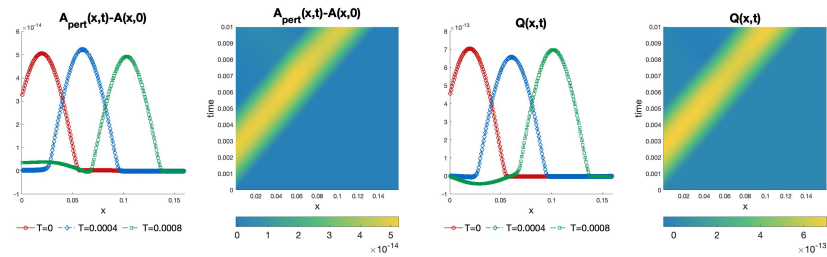 A_pert(x,t)-A(x,0)
×10^-14
6
5
4
3
2
1
0
-1
0 0.05 0.1 0.15
x
T=0 T=0.0004 T=0.0008
A_pert(x,t)-A(x,0)
time
0.01
0.009
0.008
0.007
0.006
0.005
0.004
0.003
0.002
0.001
0
0.02 0.04 0.06 0.08 0.1 0.12 0.14
x
0 1 2 3 4 5
×10^-14
Q(x,t)
×10^-13
8
7
6
5
4
3
2
1
0
-1
0 0.05 0.1 0.15
x
T=0 T=0.0004 T=0.0008
Q(x,t)
time
0.01
0.009
0.008
0.007
0.006
0.005
0.004
0.003
0.002
0.001
0
0.02 0.04 0.06 0.08 0.1 0.12 0.14
x
0 2 4 6
×10^-13